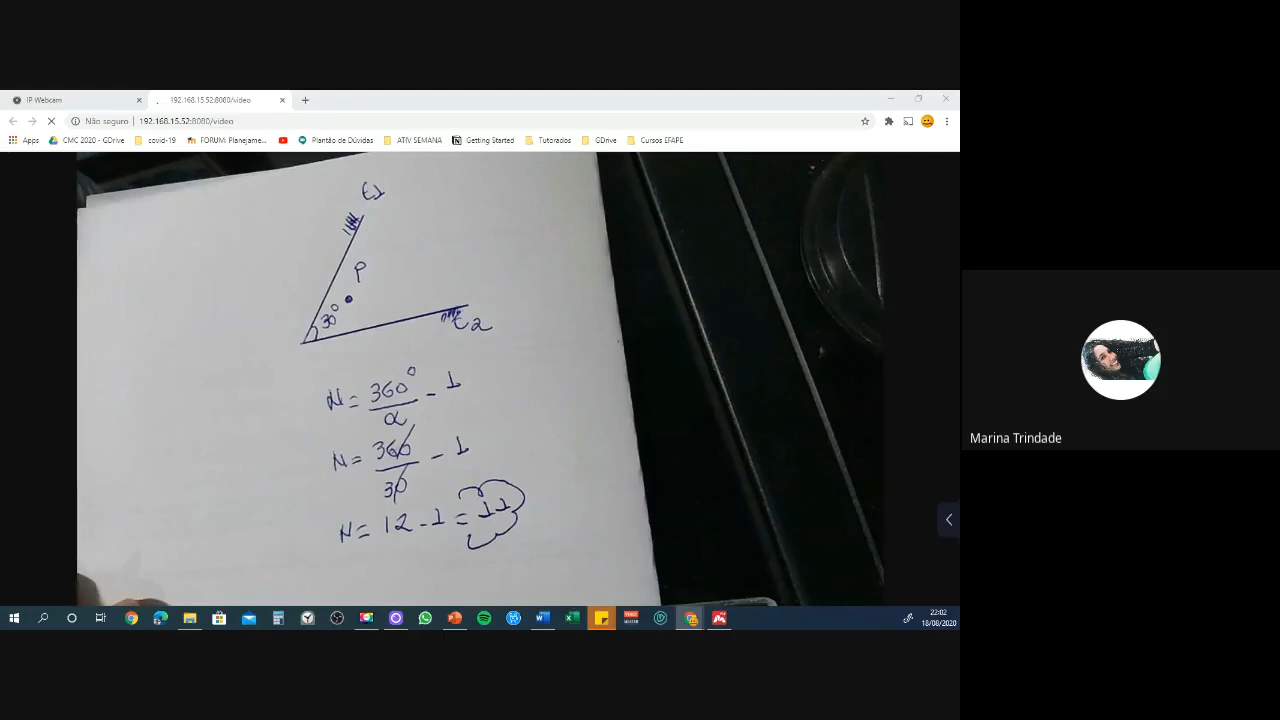 IP Webcam
192.168.15.52:8080/video
Não seguro | 192.168.15.52:8080/video
Apps CMC 2020 - GDrive covid-19 FORUM: Planejame... Plantão de Dúvidas ATIV SEMANA Getting Started Tutorados GDrive Cursos EFAPE
E1
P
30°
E2
N = 360° / α - 1
N = 360 / 30 - 1
N = 12 - 1 = 11
Marina Trindade
22:02
18/08/2020